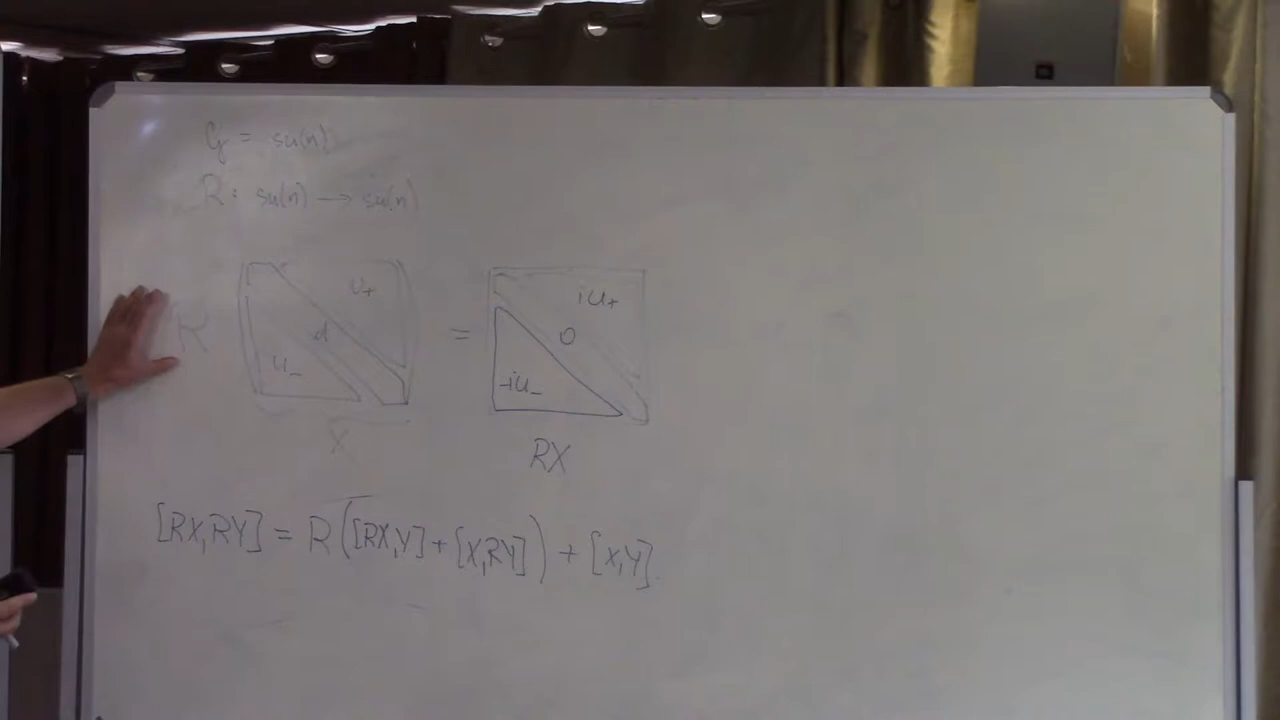 G = su(n)
R: su(n) → su(n)
R u₊ d u₋ = iu₊ 0 -iu₋
X RX
[RX,RY] = R([RX,Y] + [X,RY]) + [X,Y].